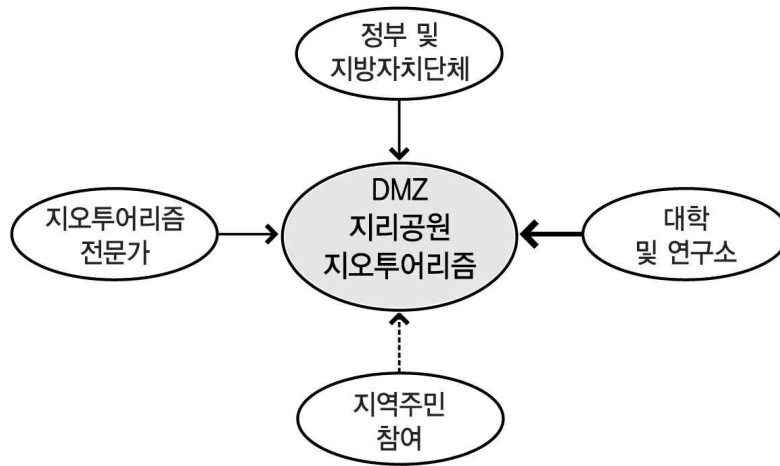 정부 및
지방자치단체
DMZ
지리공원
지오투어리즘
지오투어리즘
전문가
대학
및 연구소
지역주민
참여